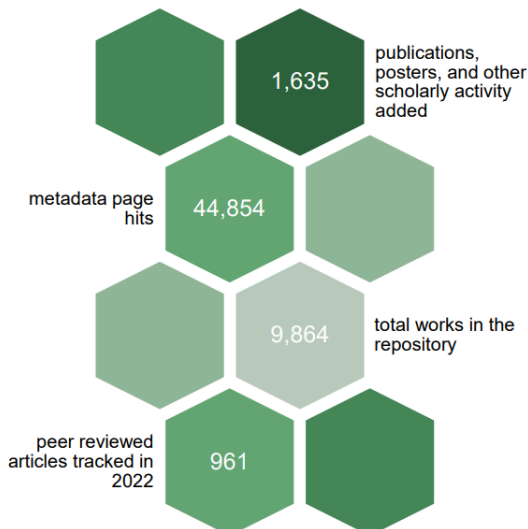 1,635
publications,
posters, and other
scholarly activity
added
metadata page
hits
44,854
9,864
total works in the
repository
peer reviewed
articles tracked in
2022
961